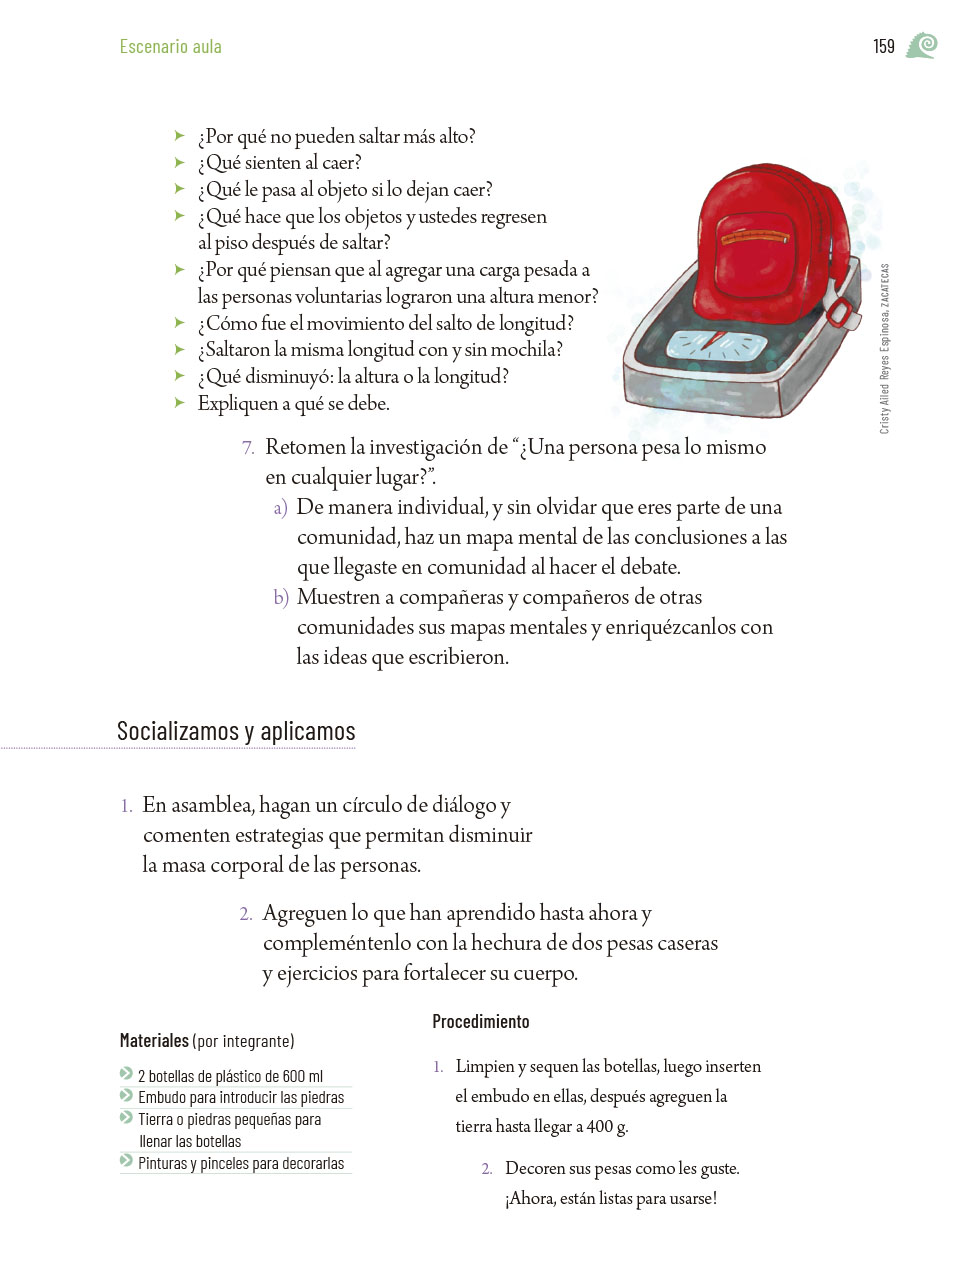 Escenario aula
159
¿Por qué no pueden saltar más alto?
¿Qué sienten al caer?
¿Qué le pasa al objeto si lo dejan caer?
¿Qué hace que los objetos y ustedes regresen
al piso después de saltar?
¿Por qué piensan que al agregar una carga pesada a
las personas voluntarias lograron una altura menor?
¿Cómo fue el movimiento del salto de longitud?
¿Saltaron la misma longitud con y sin mochila?
¿Qué disminuyó: la altura o la longitud?
Expliquen a qué se debe.
Cristy Ailed Reyes Espinosa, ZACATECAS
7. Retomen la investigación de “¿Una persona pesa lo mismo
en cualquier lugar?”.
a) De manera individual, y sin olvidar que eres parte de una
comunidad, haz un mapa mental de las conclusiones a las
que llegaste en comunidad al hacer el debate.
b) Muestren a compañeras y compañeros de otras
comunidades sus mapas mentales y enriquézcanlos con
las ideas que escribieron.
Socializamos y aplicamos
1. En asamblea, hagan un círculo de diálogo y
comenten estrategias que permitan disminuir
la masa corporal de las personas.
2. Agreguen lo que han aprendido hasta ahora y
compleméntenlo con la hechura de dos pesas caseras
y ejercicios para fortalecer su cuerpo.
Materiales (por integrante)
2 botellas de plástico de 600 ml
Embudo para introducir las piedras
Tierra o piedras pequeñas para
llenar las botellas
Pinturas y pinceles para decorarlas
Procedimiento
1. Limpien y sequen las botellas, luego inserten
el embudo en ellas, después agreguen la
tierra hasta llegar a 400 g.
2. Decoren sus pesas como les guste.
¡Ahora, están listas para usarse!